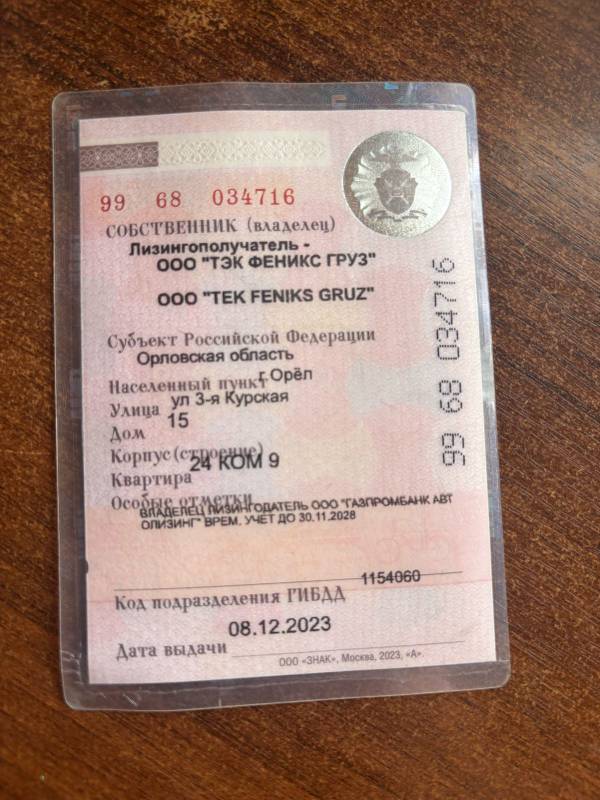 99 68 034716
СОБСТВЕННИК (владелец)
Лизингополучатель -
ООО "ТЭК ФЕНИКС ГРУЗ"
ООО "TEK FENIKS GRUZ"
Субъект Российской Федерации
Орловская область
Населенный пункт г.Орёл
Улица ул 3-я Курская
Дом 15
Корпус (строение)
24 КОМ 9
Квартира
Особые отметки
ВЛАДЕЛЕЦ ЛИЗИНГОДАТЕЛЬ ООО "ГАЗПРОМБАНК АВТ
ОЛИЗИНГ" ВРЕМ. УЧЕТ ДО 30.11.2028
1154060
Код подразделения ГИБДД
08.12.2023
Дата выдачи
ООО «ЗНАК», Москва, 2023, «А».
99 68 034716